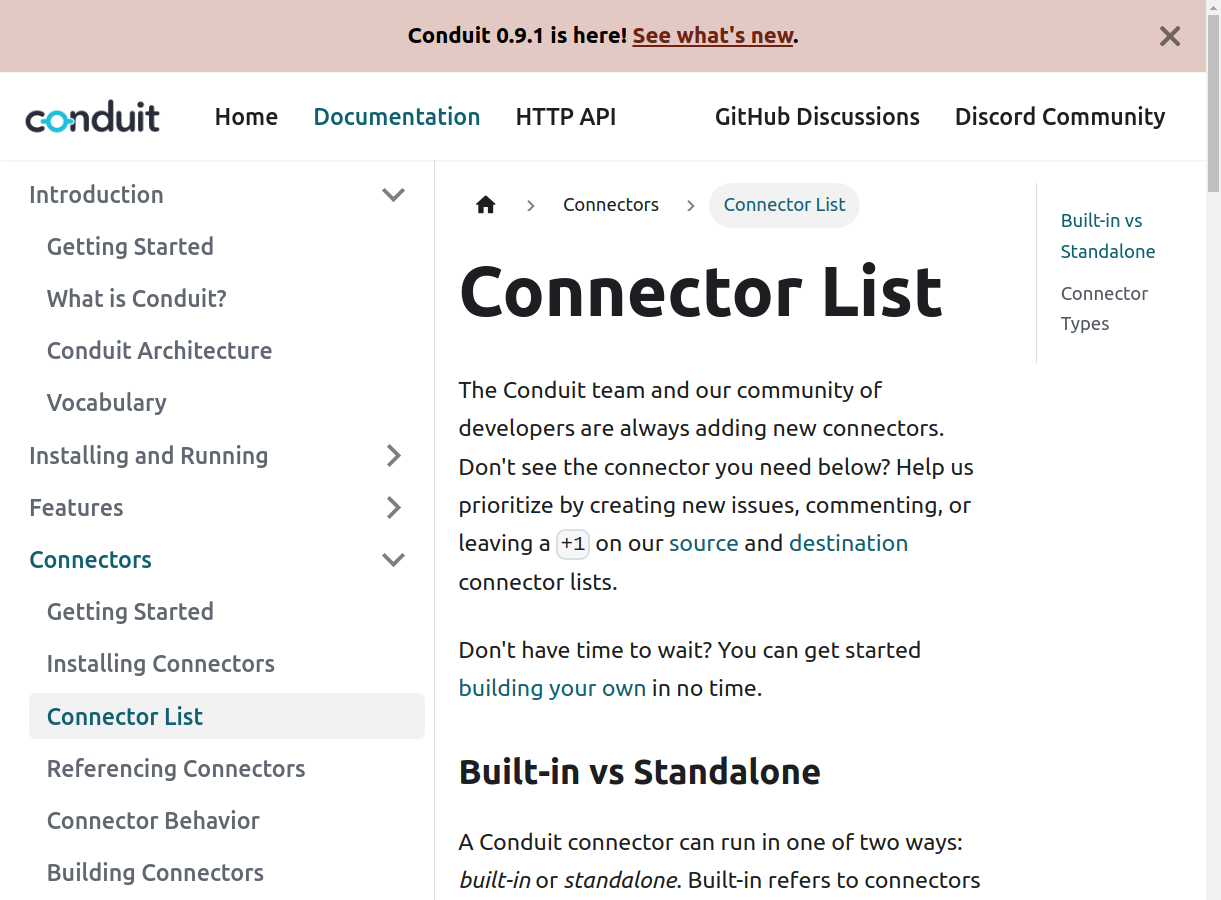 Conduit 0.9.1 is here! See what's new.
conduit
Home
Documentation
HTTP API
GitHub Discussions
Discord Community
Introduction
Getting Started
What is Conduit?
Conduit Architecture
Vocabulary
Installing and Running
Features
Connectors
Getting Started
Installing Connectors
Connector List
Referencing Connectors
Connector Behavior
Building Connectors
Connectors
Connector List
Connector List
The Conduit team and our community of
developers are always adding new connectors.
Don't see the connector you need below? Help us
prioritize by creating new issues, commenting, or
leaving a +1 on our source and destination
connector lists.
Don't have time to wait? You can get started
building your own in no time.
Built-in vs Standalone
A Conduit connector can run in one of two ways:
built-in or standalone. Built-in refers to connectors
Built-in vs
Standalone
Connector
Types